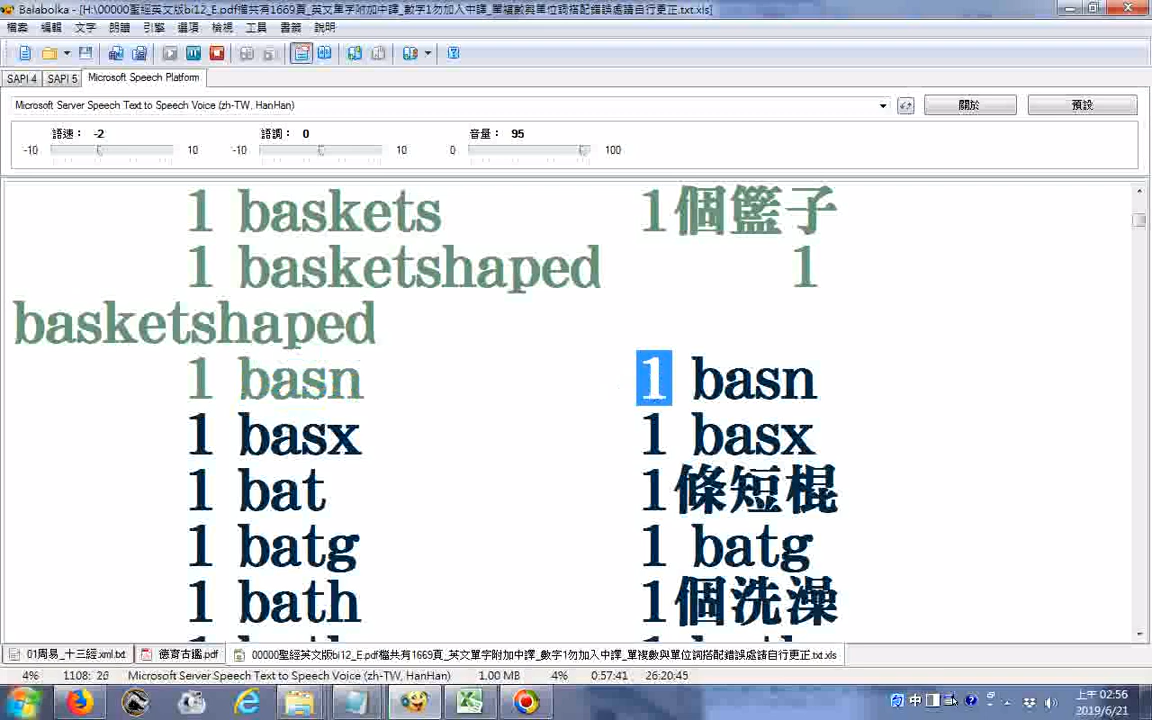 Balabolka - [H:\00000聖經英文版bi12_E.pdf檔共有1669頁_英文單字附加中譯_數字1勿加入中譯_單複數與單位詞搭配錯誤處請自行更正.txt.xls]
檔案 編輯 文字 朗讀 引擎 選項 檢視 工具 書籤 說明
SAPI 4 SAPI 5 Microsoft Speech Platform
Microsoft Server Speech Text to Speech Voice (zh-TW, HanHan) 關於 預設
語速： -2 語調： 0 音量： 95
-10 10 -10 10 0 100
1 baskets 1個籃子
1 basketshaped 1
basketshaped
1 basn 1 basn
1 basx 1 basx
1 bat 1條短棍
1 batg 1 batg
1 bath 1個洗澡
01周易_十三經.xml.txt 德育古鑑.pdf 00000聖經英文版bi12_E.pdf檔共有1669頁_英文單字附加中譯_數字1勿加入中譯_單複數與單位詞搭配錯誤處請自行更正.txt.xls
4% 1108: 26 Microsoft Server Speech Text to Speech Voice (zh-TW, HanHan) 1.00 MB 4% 0:57:41 26:20:45
中 上午 02:56
2019/6/21